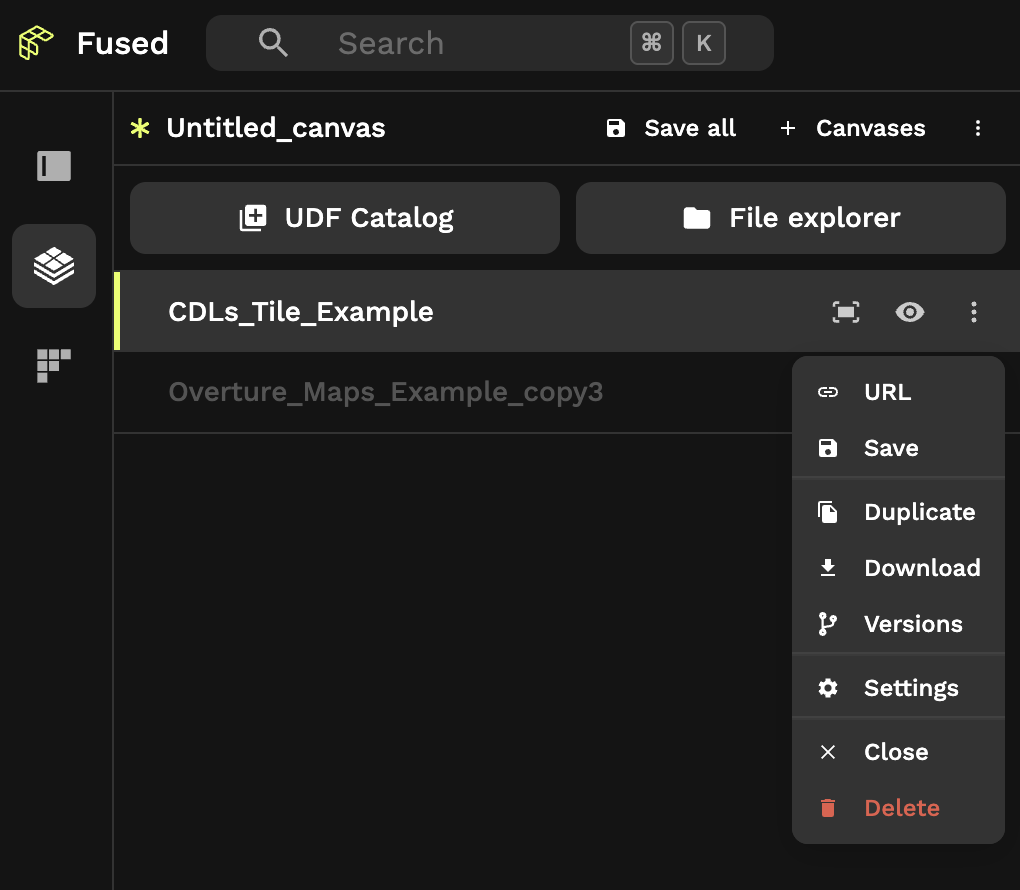 Fused
Search
⌘ K
Untitled_canvas
Save all
+ Canvases
UDF Catalog
File explorer
CDLs_Tile_Example
Overture_Maps_Example_copy3
URL
Save
Duplicate
Download
Versions
Settings
Close
Delete